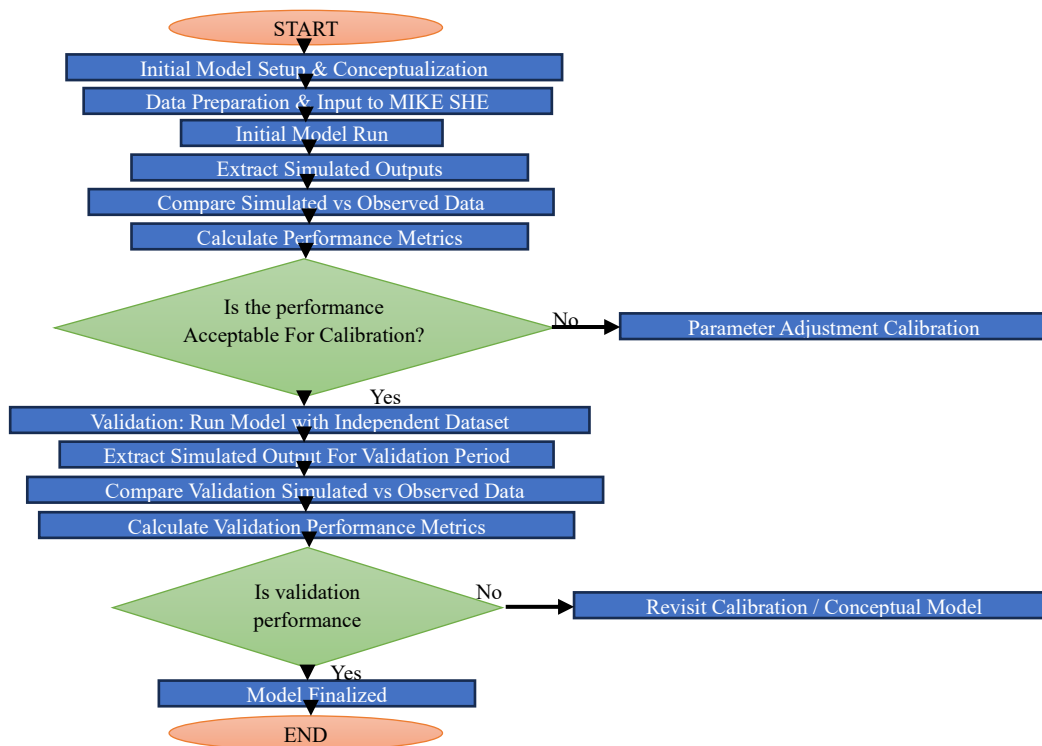 START
Initial Model Setup & Conceptualization
Data Preparation & Input to MIKE SHE
Initial Model Run
Extract Simulated Outputs
Compare Simulated vs Observed Data
Calculate Performance Metrics
Is the performance
Acceptable For Calibration?
No
Parameter Adjustment Calibration
Yes
Validation: Run Model with Independent Dataset
Extract Simulated Output For Validation Period
Compare Validation Simulated vs Observed Data
Calculate Validation Performance Metrics
Is validation
performance
No
Revisit Calibration / Conceptual Model
Yes
Model Finalized
END